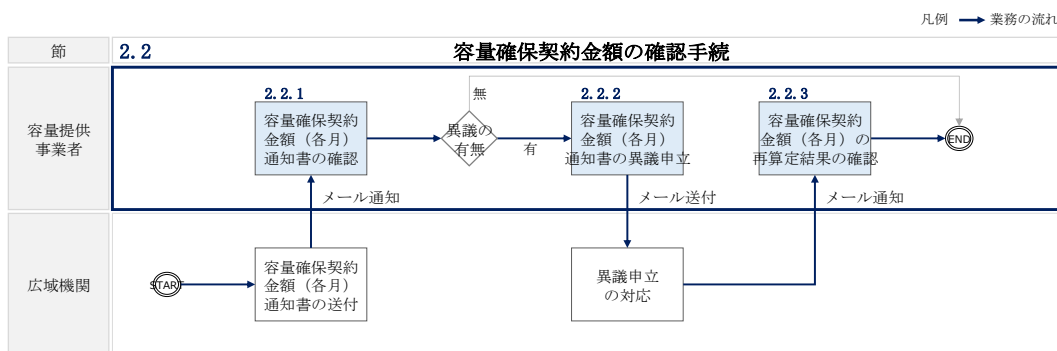 凡例 業務の流れ
節
2.2
容量確保契約金額の確認手続
容量提供
事業者
2.2.1
容量確保契約
金額（各月）
通知書の確認
異議の
有無
無
有
2.2.2
容量確保契約
金額（各月）
通知書の異議申立
2.2.3
容量確保契約
金額（各月）の
再算定結果の確認
END
メール通知
メール送付
メール通知
広域機関
START
容量確保契約
金額（各月）
通知書の送付
異議申立
の対応